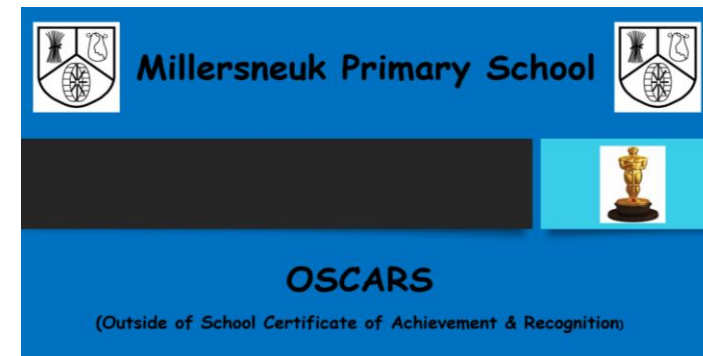 Millersneuk Primary School
OSCARS
(Outside of School Certificate of Achievement & Recognition)